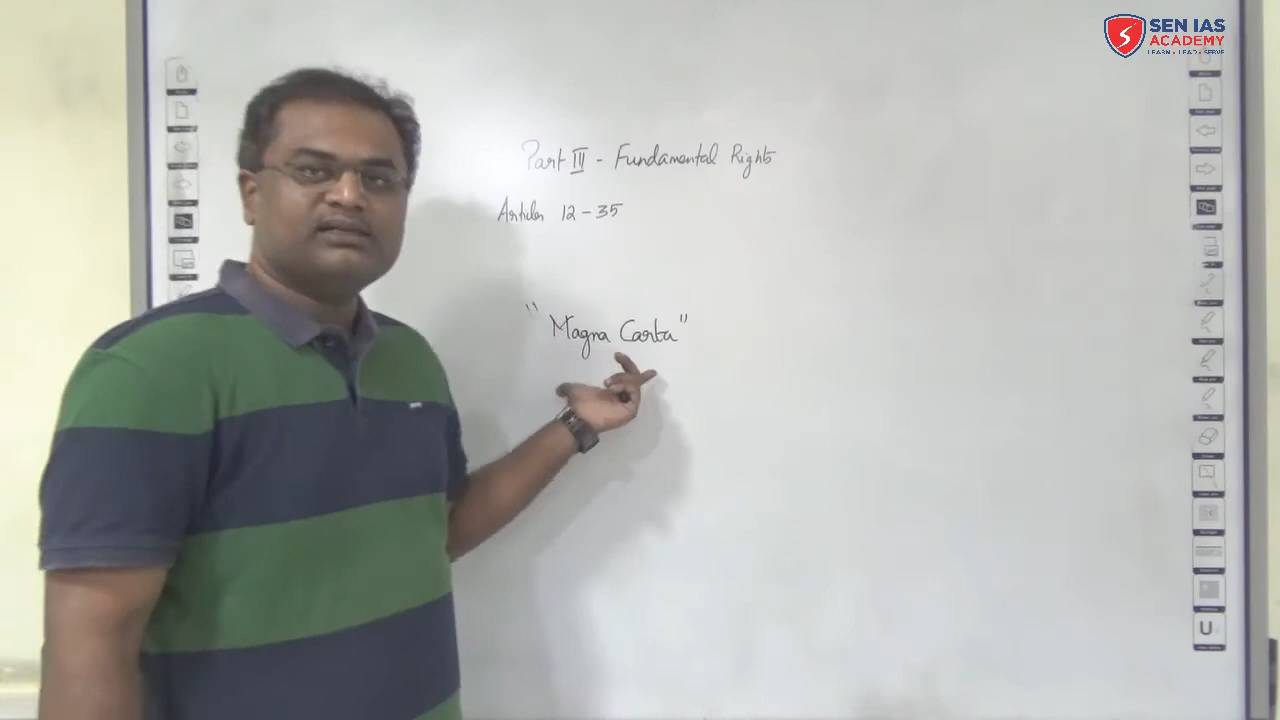 SEN IAS
ACADEMY
LEARN • LEAD • SERVE
Part III - Fundamental Rights
Articles 12 - 35
"Magna Carta"
U